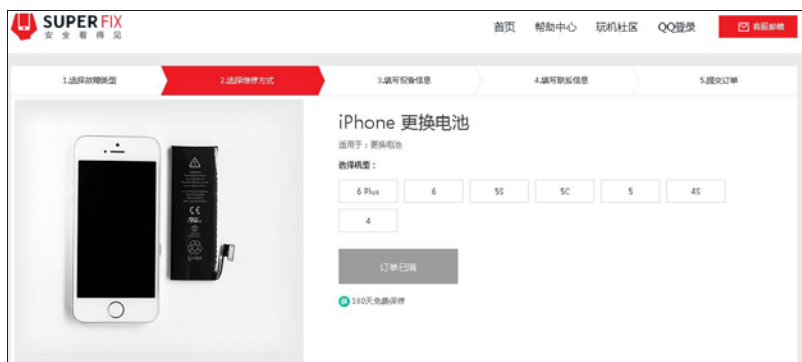 SUPER FIX
安全看得见
首页 帮助中心 玩机社区 QQ登录 客服邮箱
1.选择故障类型 2.选择维修方式 3.填写设备信息 4.填写联系信息 5.提交订单
iPhone 更换电池
适用于：更换电池
选择机型：
6 Plus 6 5S 5C 5 4S
4
订单已满
保 180天免费保修